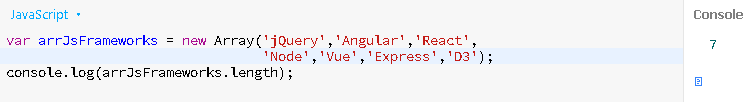 JavaScript
Console
var arrJsFrameworks = new Array('jQuery','Angular','React',
'Node','Vue','Express','D3');
console.log(arrJsFrameworks.length);
7